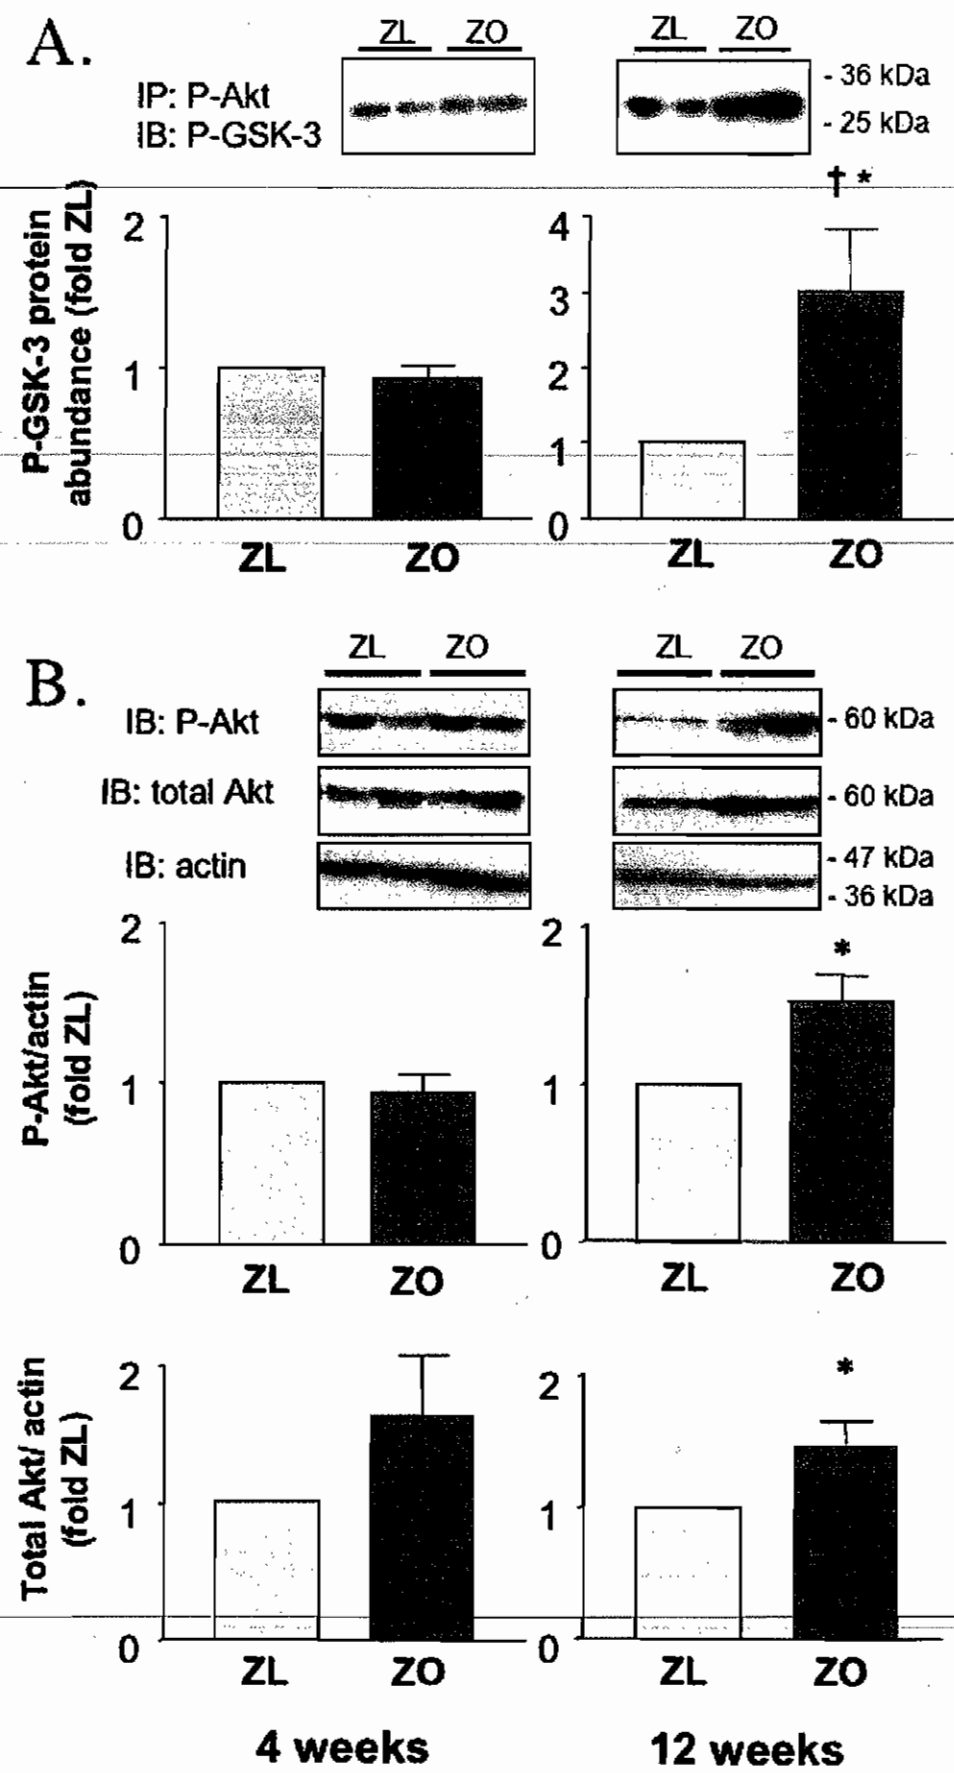 A.
ZL ZO ZL ZO
IP: P-Akt
IB: P-GSK-3
- 36 kDa
- 25 kDa
† *
P-GSK-3 protein
abundance (fold ZL)
2
1
0
ZL ZO
4
3
2
1
0
ZL ZO
B.
ZL ZO ZL ZO
IB: P-Akt
- 60 kDa
IB: total Akt
- 60 kDa
IB: actin
- 47 kDa
- 36 kDa
P-Akt/actin
(fold ZL)
2
1
0
ZL ZO
2
1
0
*
ZL ZO
Total Akt/ actin
(fold ZL)
2
1
0
ZL ZO
2
1
0
*
ZL ZO
4 weeks 12 weeks